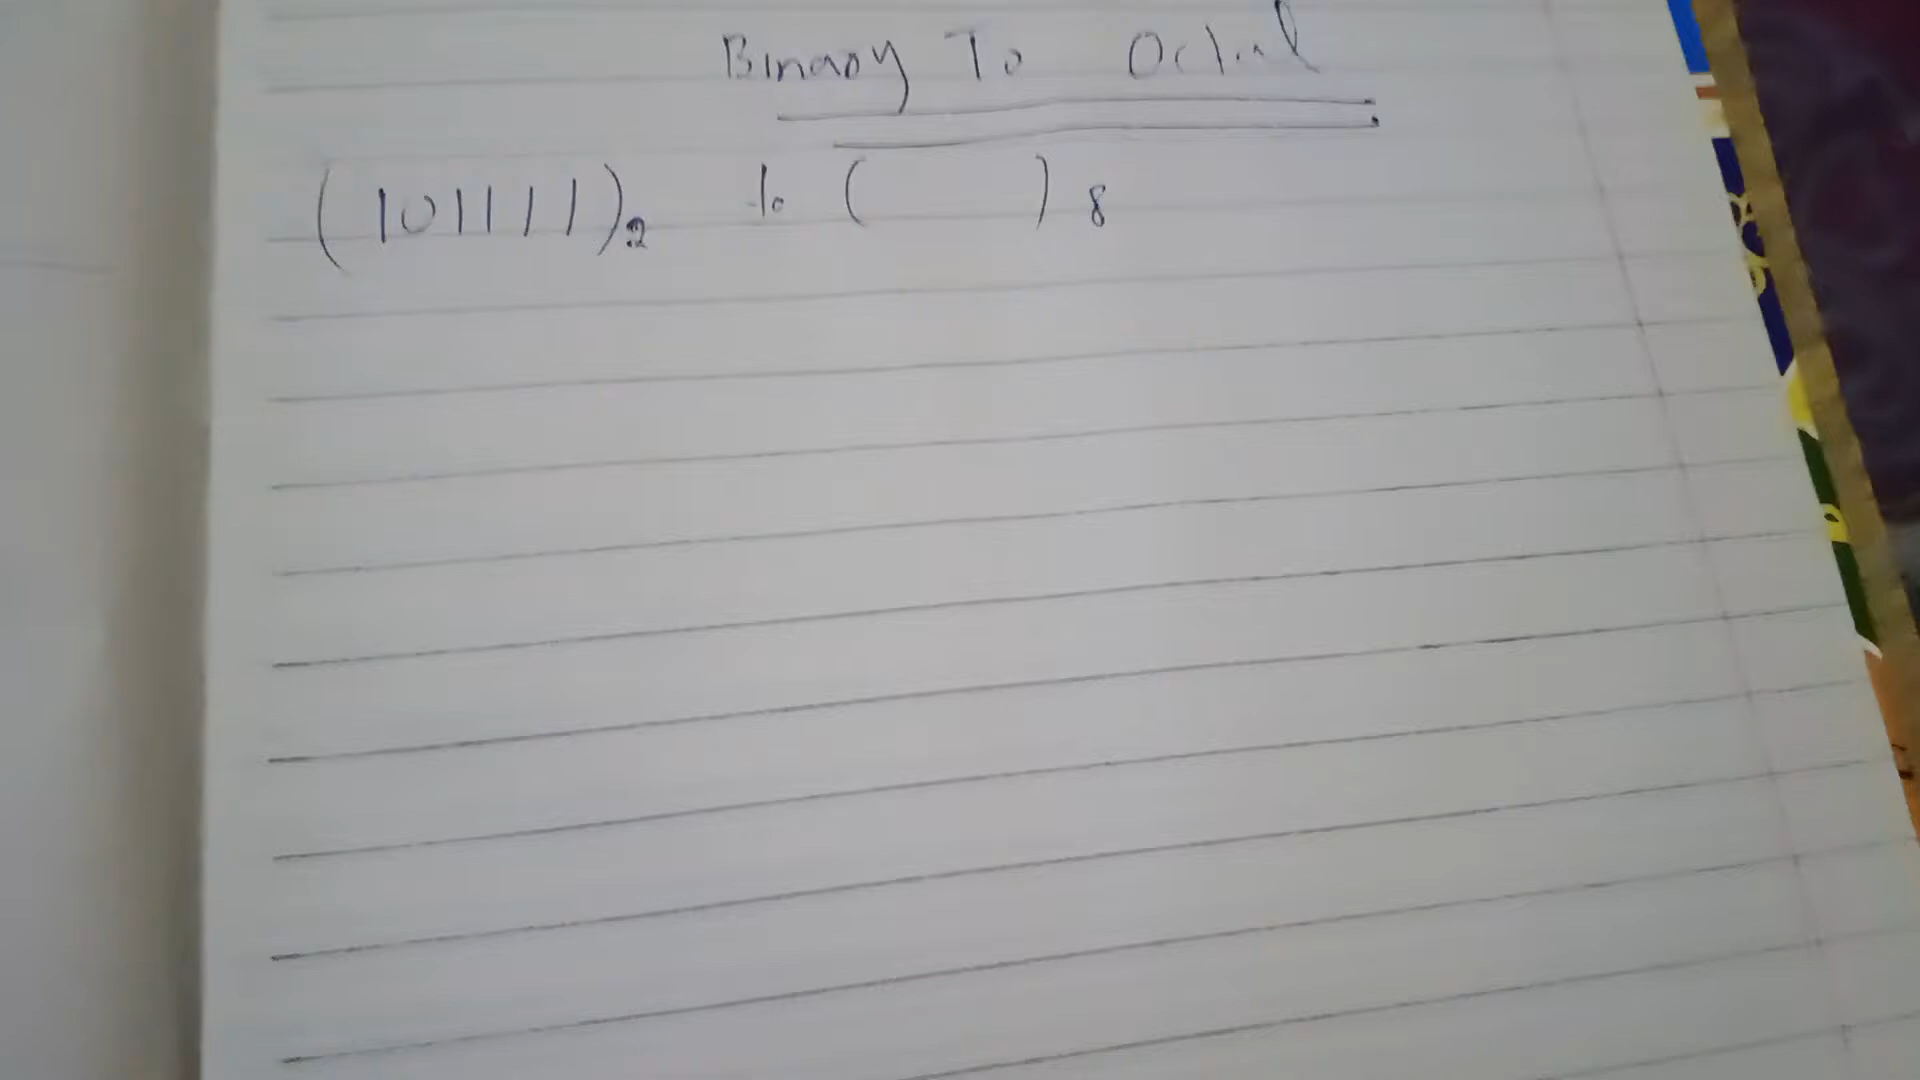 Binary To Octal
(101111)₂ to ( )₈